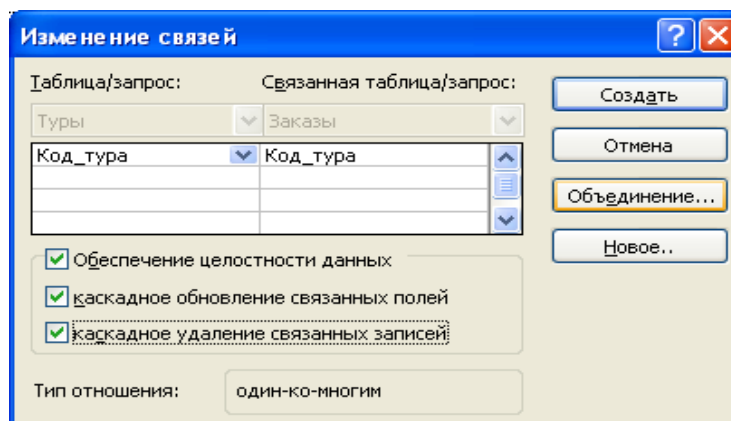 Изменение связей
Таблица/запрос: Связанная таблица/запрос:
Создать
Туры Заказы
Отмена
Код_тура Код_тура
Объединение...
Новое..
Обеспечение целостности данных
каскадное обновление связанных полей
каскадное удаление связанных записей
Тип отношения: один-ко-многим